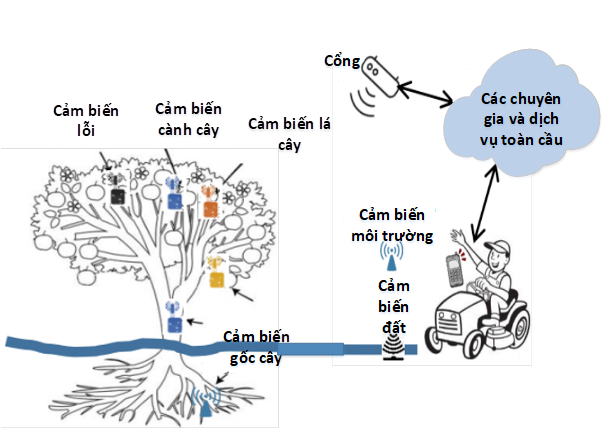 Cổng
Các chuyên
gia và dịch
vụ toàn cầu
Cảm biến
lỗi
Cảm biến
cành cây
Cảm biến lá
cây
Cảm biến
môi trường
Cảm
biến
đất
Cảm biến
gốc cây